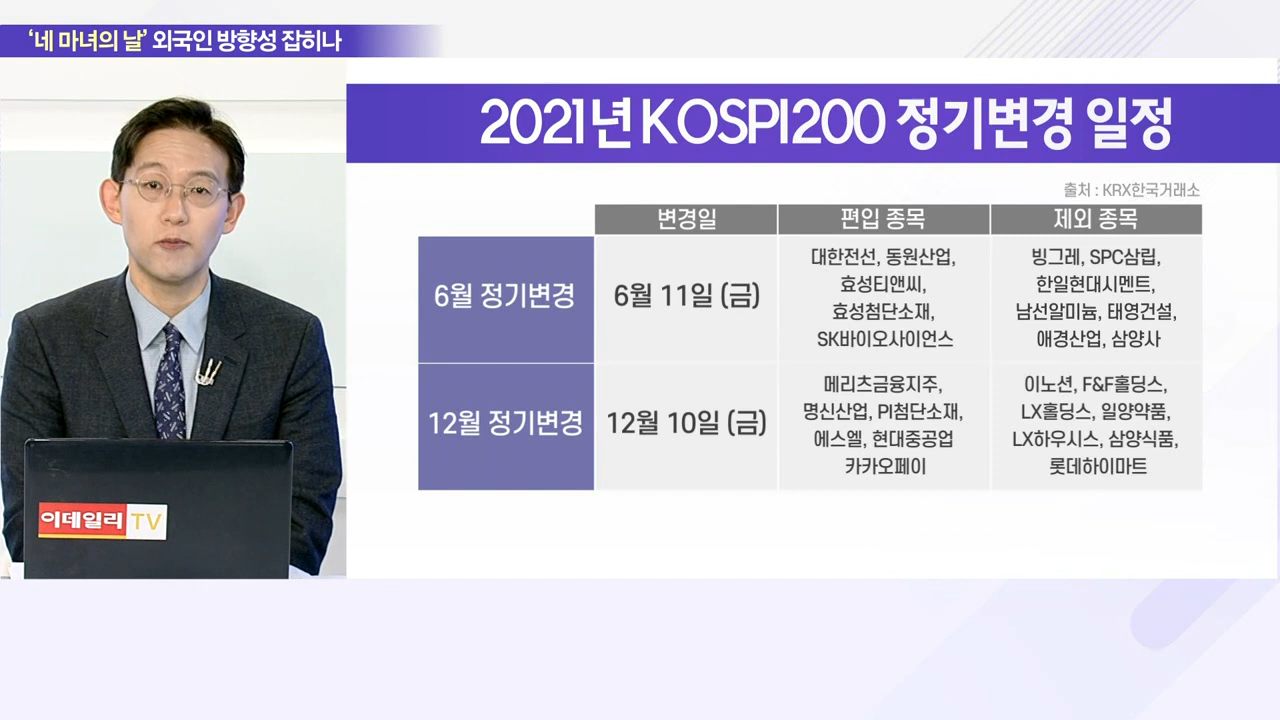 ‘네 마녀의 날’ 외국인 방향성 잡히나
2021년 KOSPI200 정기변경 일정
출처 : KRX한국거래소
변경일 편입 종목 제외 종목
6월 정기변경
6월 11일 (금)
대한전선, 동원산업,
효성티앤씨,
효성첨단소재,
SK바이오사이언스
빙그레, SPC삼립,
한일현대시멘트,
남선알미늄, 태영건설,
애경산업, 삼양사
12월 정기변경
12월 10일 (금)
메리츠금융지주,
명신산업, PI첨단소재,
에스엘, 현대중공업
카카오페이
이노션, F&F홀딩스,
LX홀딩스, 일양약품,
LX하우시스, 삼양식품,
롯데하이마트
이데일리 TV